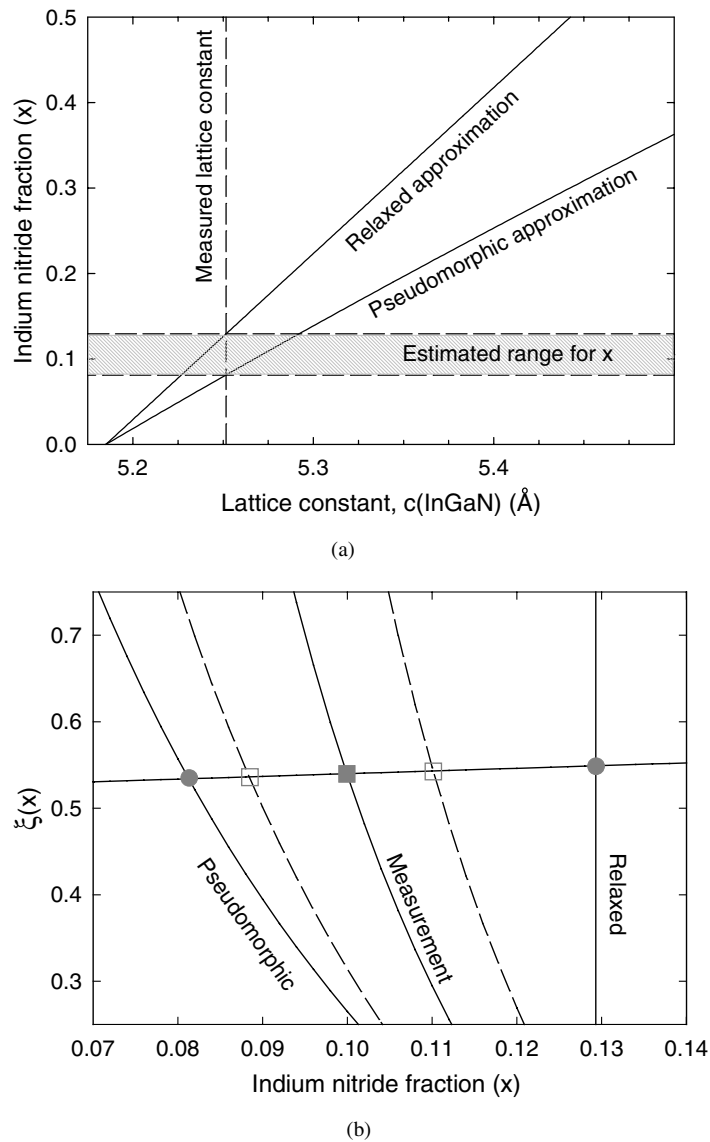 0.5
0.4
0.3
0.2
0.1
0.0
Indium nitride fraction (x)
Measured lattice constant
Relaxed approximation
Pseudomorphic approximation
Estimated range for x
5.2
5.3
5.4
Lattice constant, c(InGaN) (Å)
(a)
0.7
0.6
0.5
0.4
0.3
ξ(x)
Pseudomorphic
Measurement
Relaxed
0.07
0.08
0.09
0.10
0.11
0.12
0.13
0.14
Indium nitride fraction (x)
(b)